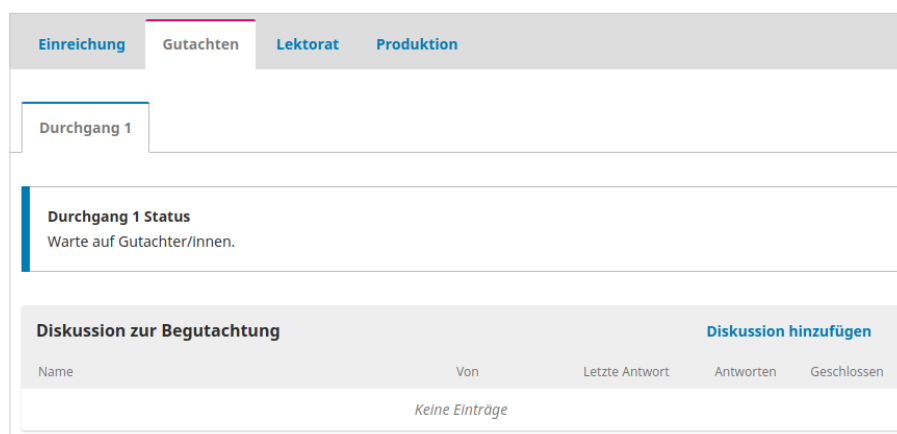 Einreichung Gutachten Lektorat Produktion
Durchgang 1
Durchgang 1 Status
Warte auf Gutachter/innen.
Diskussion zur Begutachtung Diskussion hinzufügen
Name Von Letzte Antwort Antworten Geschlossen
Keine Einträge